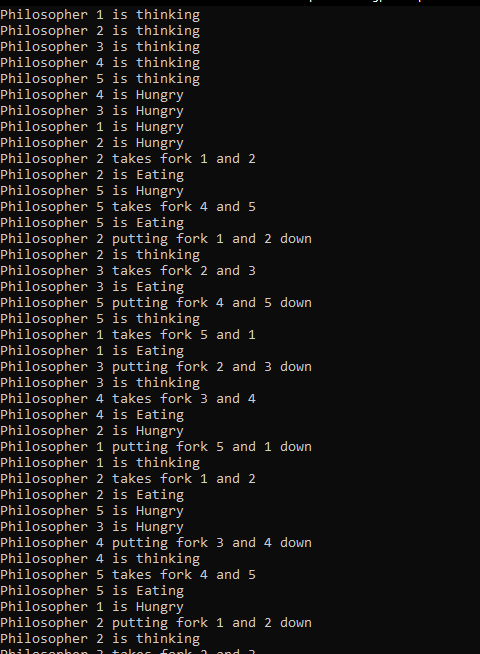 Philosopher 1 is thinking
Philosopher 2 is thinking
Philosopher 3 is thinking
Philosopher 4 is thinking
Philosopher 5 is thinking
Philosopher 4 is Hungry
Philosopher 3 is Hungry
Philosopher 1 is Hungry
Philosopher 2 is Hungry
Philosopher 2 takes fork 1 and 2
Philosopher 2 is Eating
Philosopher 5 is Hungry
Philosopher 5 takes fork 4 and 5
Philosopher 5 is Eating
Philosopher 2 putting fork 1 and 2 down
Philosopher 2 is thinking
Philosopher 3 takes fork 2 and 3
Philosopher 3 is Eating
Philosopher 5 putting fork 4 and 5 down
Philosopher 5 is thinking
Philosopher 1 takes fork 5 and 1
Philosopher 1 is Eating
Philosopher 3 putting fork 2 and 3 down
Philosopher 3 is thinking
Philosopher 4 takes fork 3 and 4
Philosopher 4 is Eating
Philosopher 2 is Hungry
Philosopher 1 putting fork 5 and 1 down
Philosopher 1 is thinking
Philosopher 2 takes fork 1 and 2
Philosopher 2 is Eating
Philosopher 5 is Hungry
Philosopher 3 is Hungry
Philosopher 4 putting fork 3 and 4 down
Philosopher 4 is thinking
Philosopher 5 takes fork 4 and 5
Philosopher 5 is Eating
Philosopher 1 is Hungry
Philosopher 2 putting fork 1 and 2 down
Philosopher 2 is thinking
Philosopher 3 takes fork 2 and 3